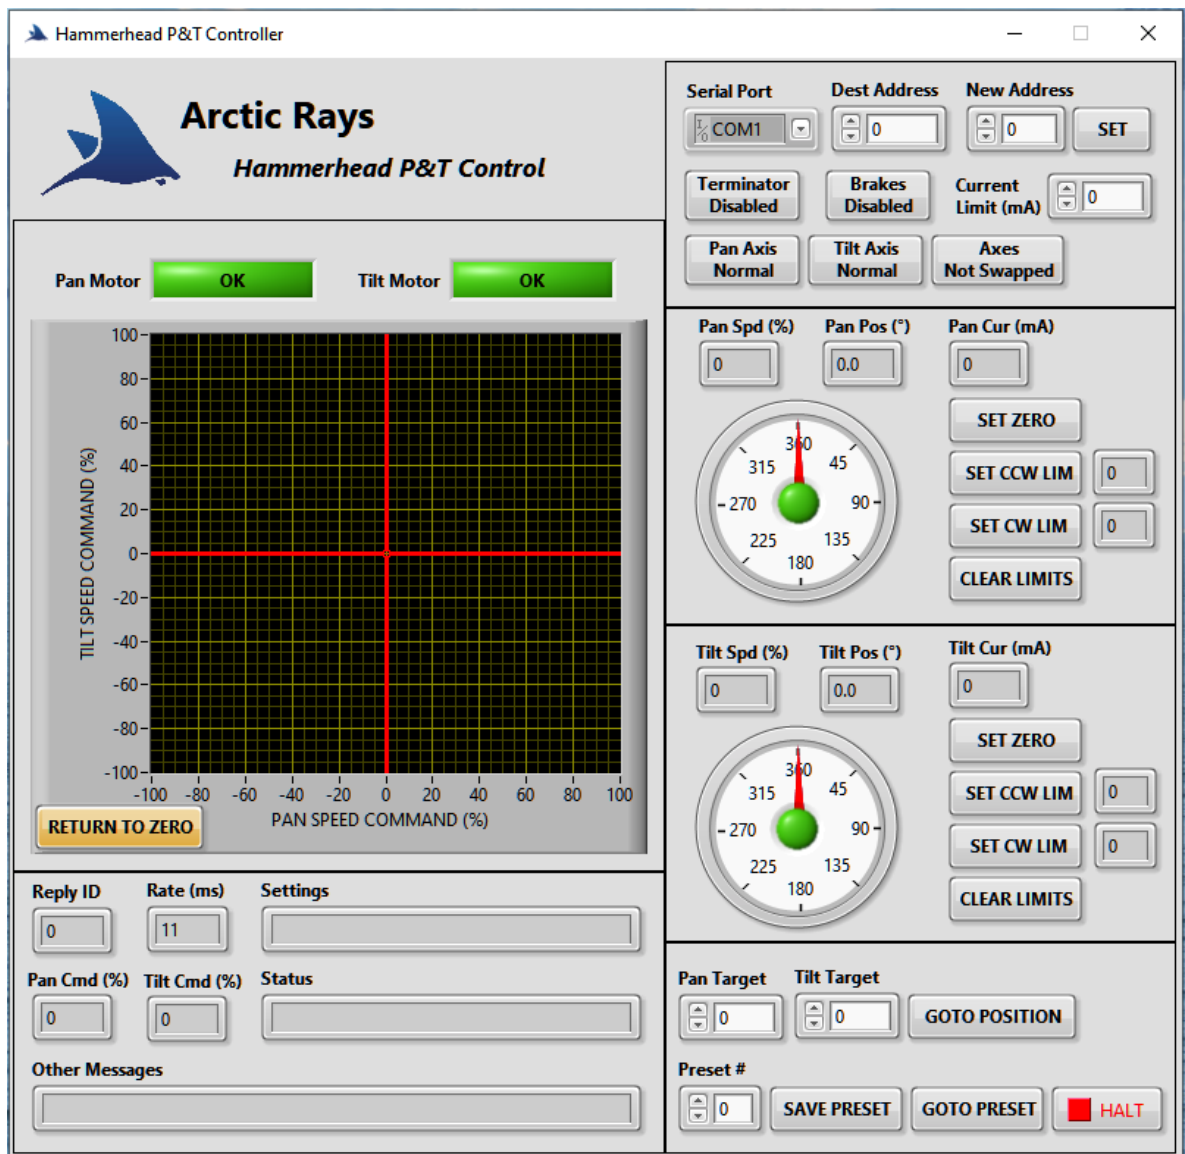 Hammerhead P&T Controller
Arctic Rays
Hammerhead P&T Control
Serial Port
Dest Address
New Address
I/O COM1
0
0
SET
Terminator
Disabled
Brakes
Disabled
Current
Limit (mA)
0
Pan Axis
Normal
Tilt Axis
Normal
Axes
Not Swapped
Pan Motor
OK
Tilt Motor
OK
100
80
60
40
20
0
-20
-40
-60
-80
-100
TILT SPEED COMMAND (%)
-100 -80 -60 -40 -20 0 20 40 60 80 100
PAN SPEED COMMAND (%)
RETURN TO ZERO
Pan Spd (%)
Pan Pos (°)
Pan Cur (mA)
0
0.0
0
360
45
90
135
180
225
270
315
SET ZERO
SET CCW LIM
0
SET CW LIM
0
CLEAR LIMITS
Tilt Spd (%)
Tilt Pos (°)
Tilt Cur (mA)
0
0.0
0
360
45
90
135
180
225
270
315
SET ZERO
SET CCW LIM
0
SET CW LIM
0
CLEAR LIMITS
Reply ID
Rate (ms)
Settings
0
11
Pan Cmd (%)
Tilt Cmd (%)
Status
0
0
Other Messages
Pan Target
Tilt Target
0
0
GOTO POSITION
Preset #
0
SAVE PRESET
GOTO PRESET
HALT